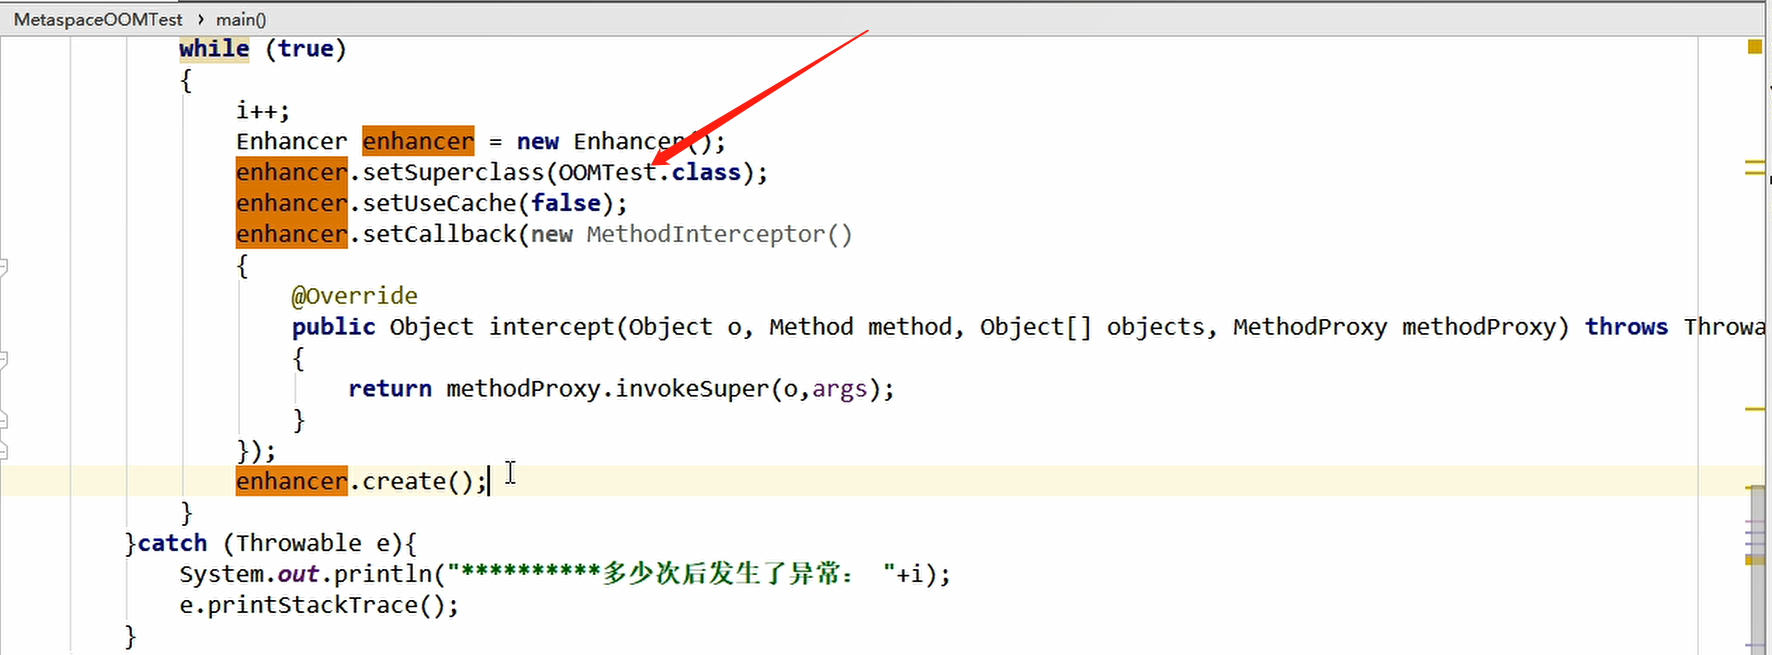 MetaspaceOOMTest › main()
while (true)
{
i++;
Enhancer enhancer = new Enhancer();
enhancer.setSuperclass(OOMTest.class);
enhancer.setUseCache(false);
enhancer.setCallback(new MethodInterceptor()
{
@Override
public Object intercept(Object o, Method method, Object[] objects, MethodProxy methodProxy) throws Throwa
{
return methodProxy.invokeSuper(o,args);
}
});
enhancer.create();
}
}catch (Throwable e){
System.out.println("**********多少次后发生了异常： "+i);
e.printStackTrace();
}